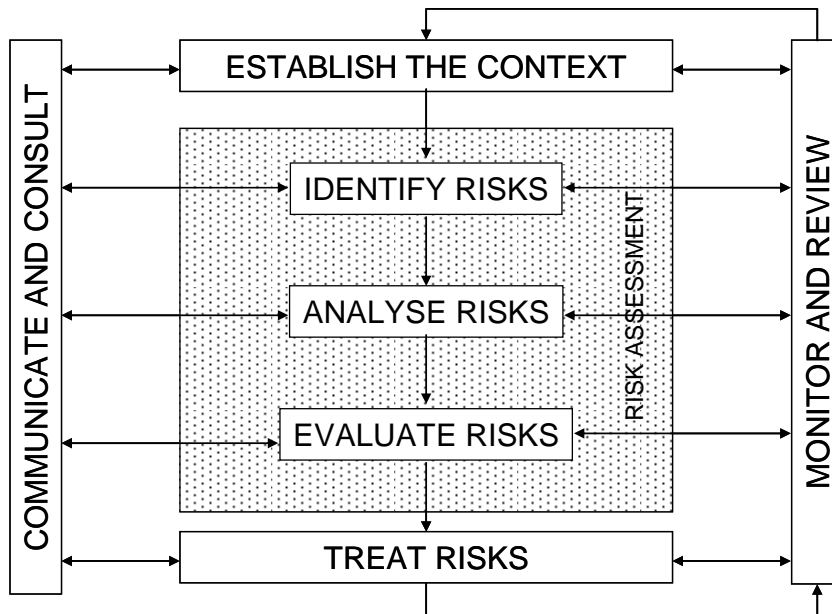 COMMUNICATE AND CONSULT
ESTABLISH THE CONTEXT
IDENTIFY RISKS
ANALYSE RISKS
EVALUATE RISKS
RISK ASSESSMENT
TREAT RISKS
MONITOR AND REVIEW